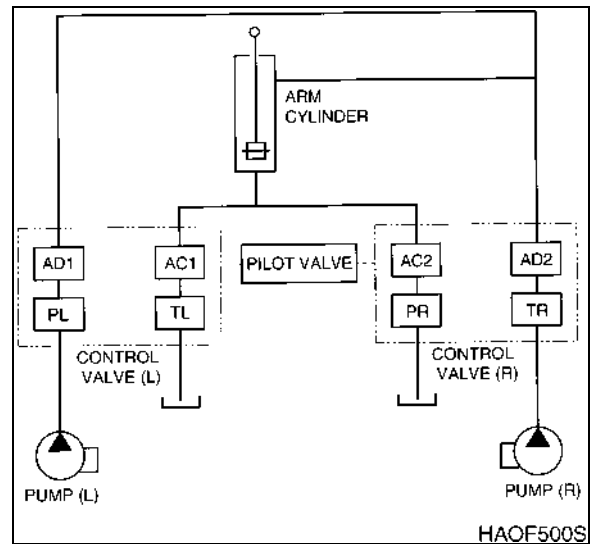 ARM
CYLINDER
AD1
AC1
PILOT VALVE
AC2
AD2
PL
TL
PR
TR
CONTROL
VALVE (L)
CONTROL
VALVE (R)
PUMP (L)
PUMP (R)
HAOF500S